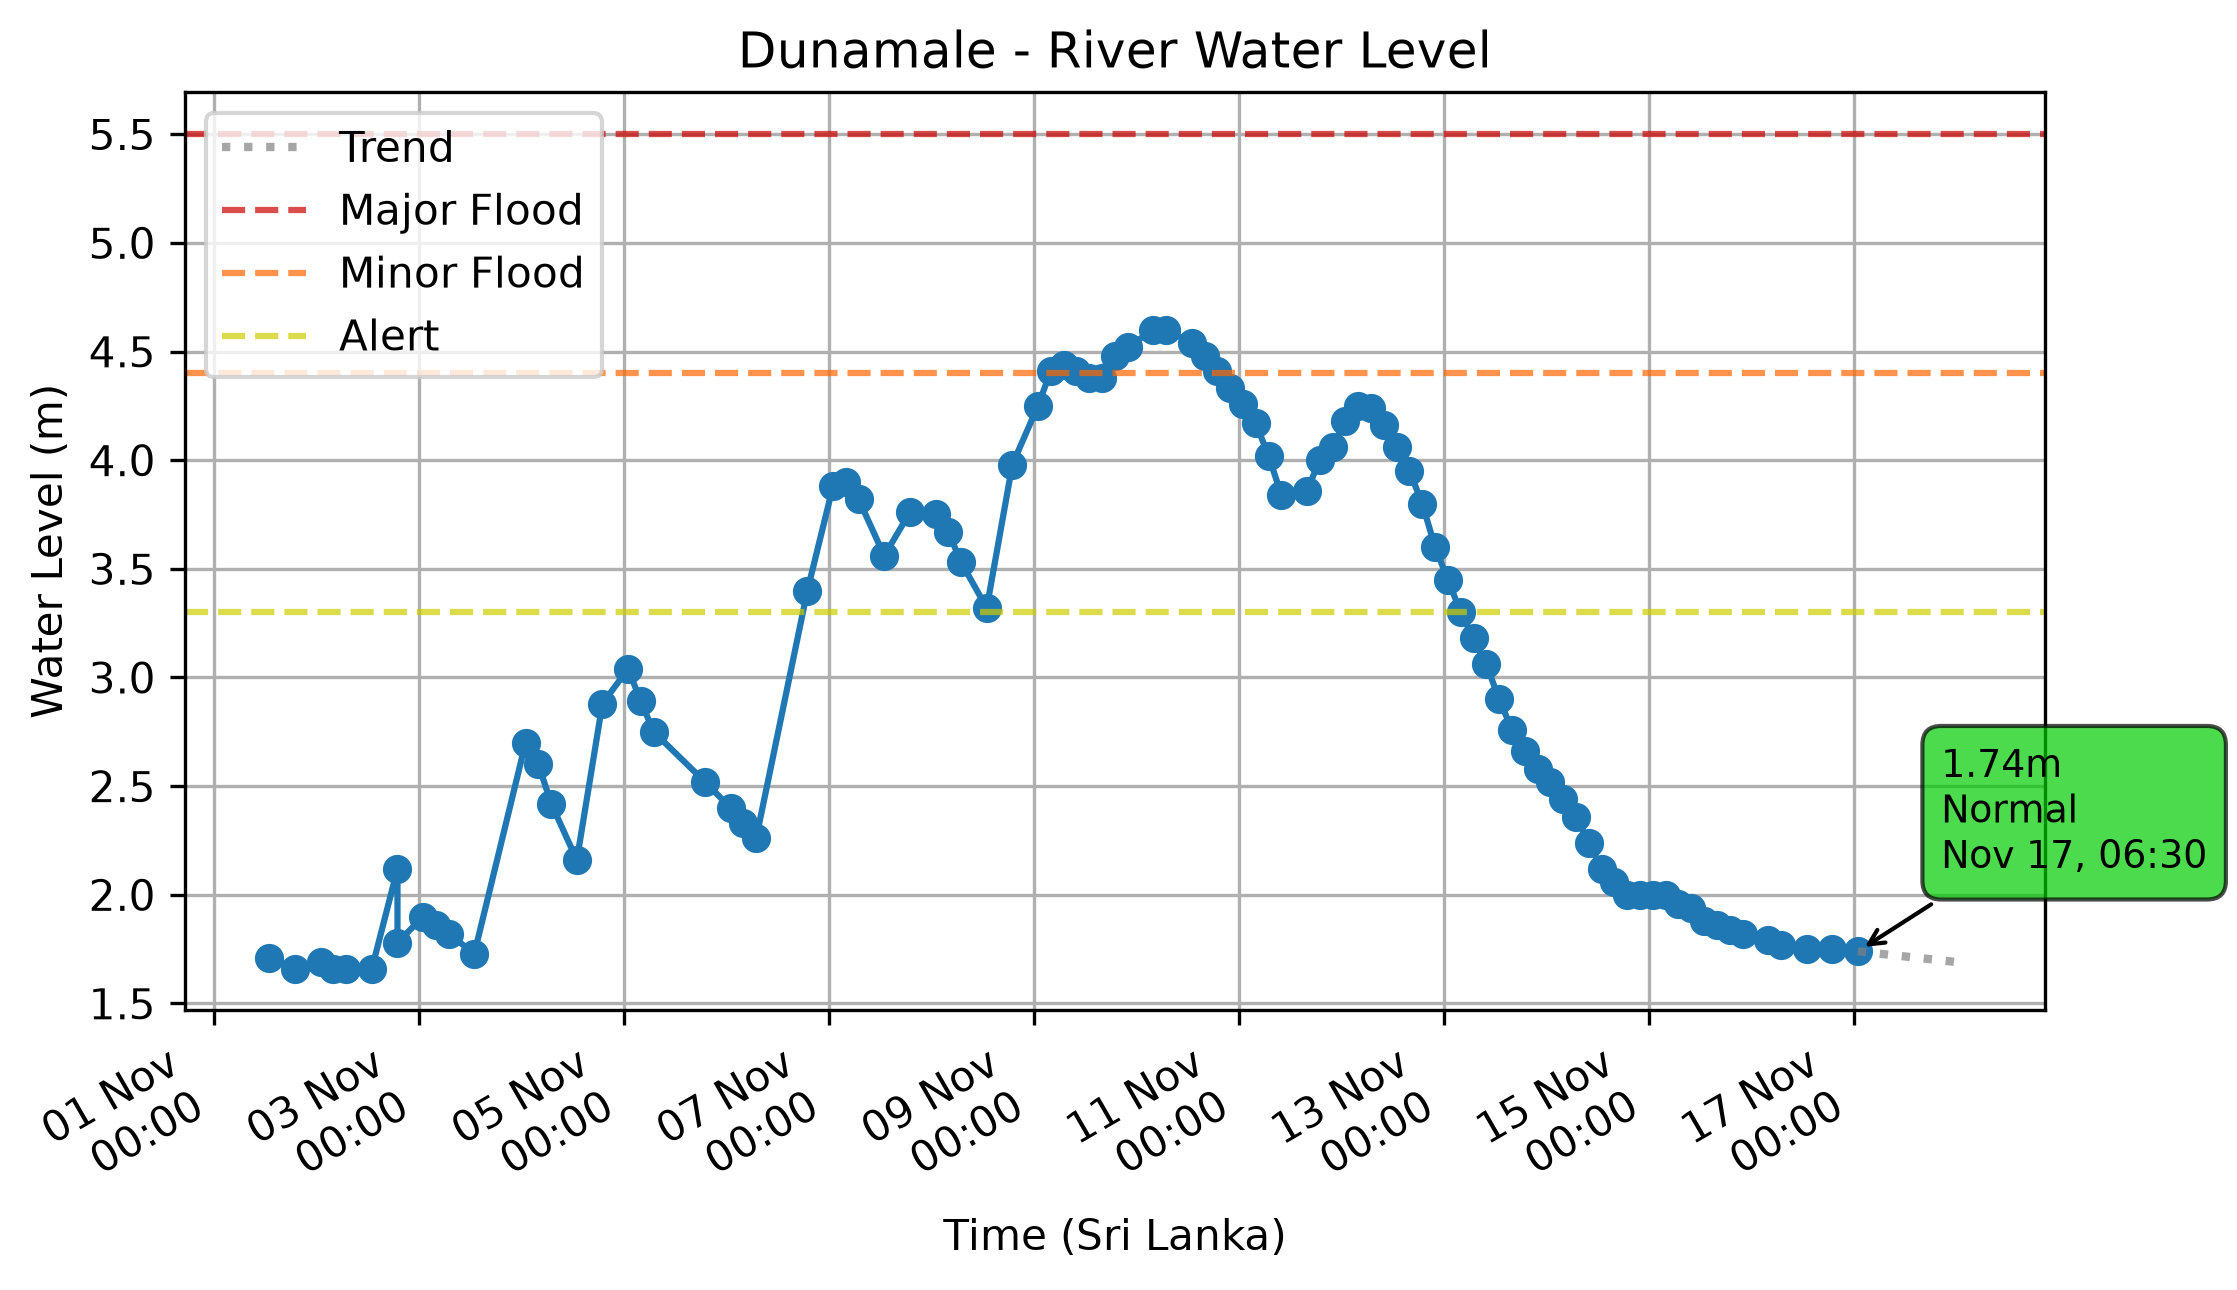 Dunamale - River Water Level
Trend
Major Flood
Minor Flood
Alert
Water Level (m)
5.5
5.0
4.5
4.0
3.5
3.0
2.5
2.0
1.5
1.74m
Normal
Nov 17, 06:30
01 Nov
00:00
03 Nov
00:00
05 Nov
00:00
07 Nov
00:00
09 Nov
00:00
11 Nov
00:00
13 Nov
00:00
15 Nov
00:00
17 Nov
00:00
Time (Sri Lanka)